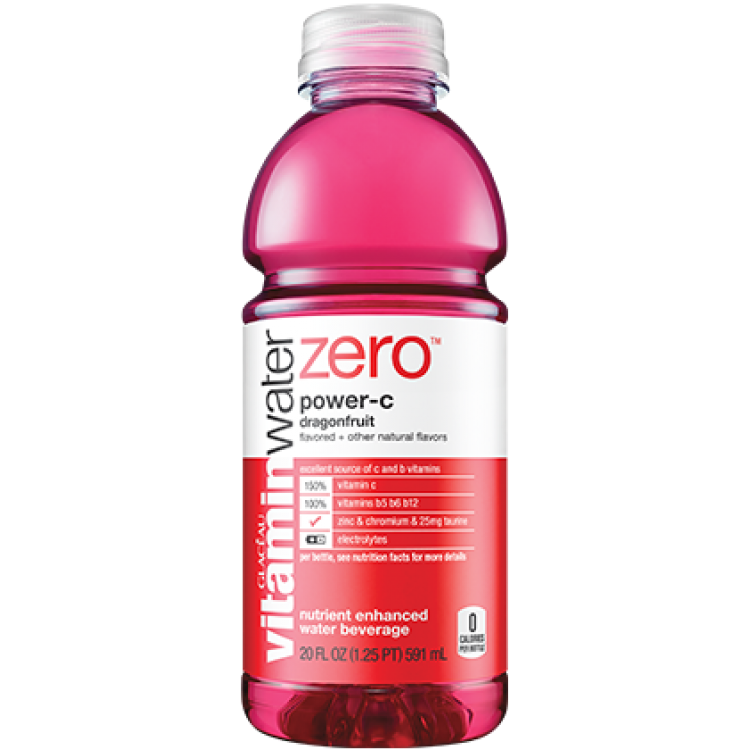 GLACÉAU
vitaminwater
zero™
power-c
dragonfruit
flavored + other natural flavors
excellent source of c and b vitamins
150% vitamin c
100% vitamins b5 b6 b12
✓ zinc & chromium & 25mg taurine
electrolytes
per bottle, see nutrition facts for more details
nutrient enhanced
water beverage
20 FL OZ (1.25 PT) 591 mL
0
CALORIES
PER BOTTLE